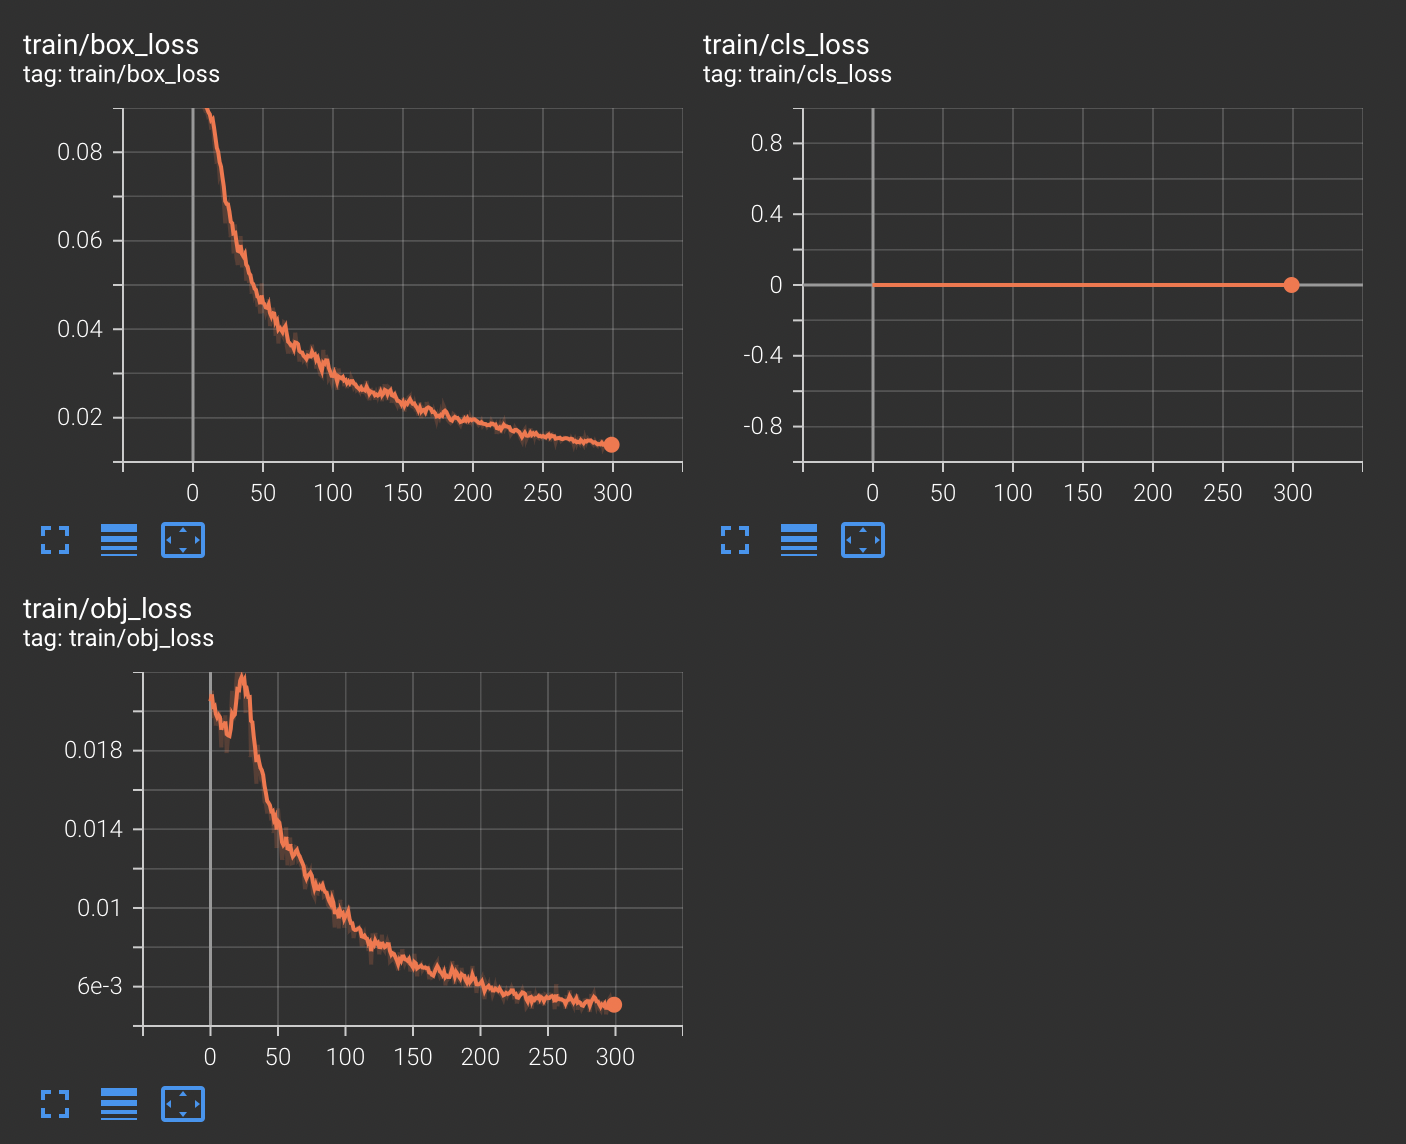 train/box_loss
tag: train/box_loss
0.08
0.06
0.04
0.02
0 50 100 150 200 250 300
train/cls_loss
tag: train/cls_loss
0.8
0.4
0
-0.4
-0.8
0 50 100 150 200 250 300
train/obj_loss
tag: train/obj_loss
0.018
0.014
0.01
6e-3
0 50 100 150 200 250 300